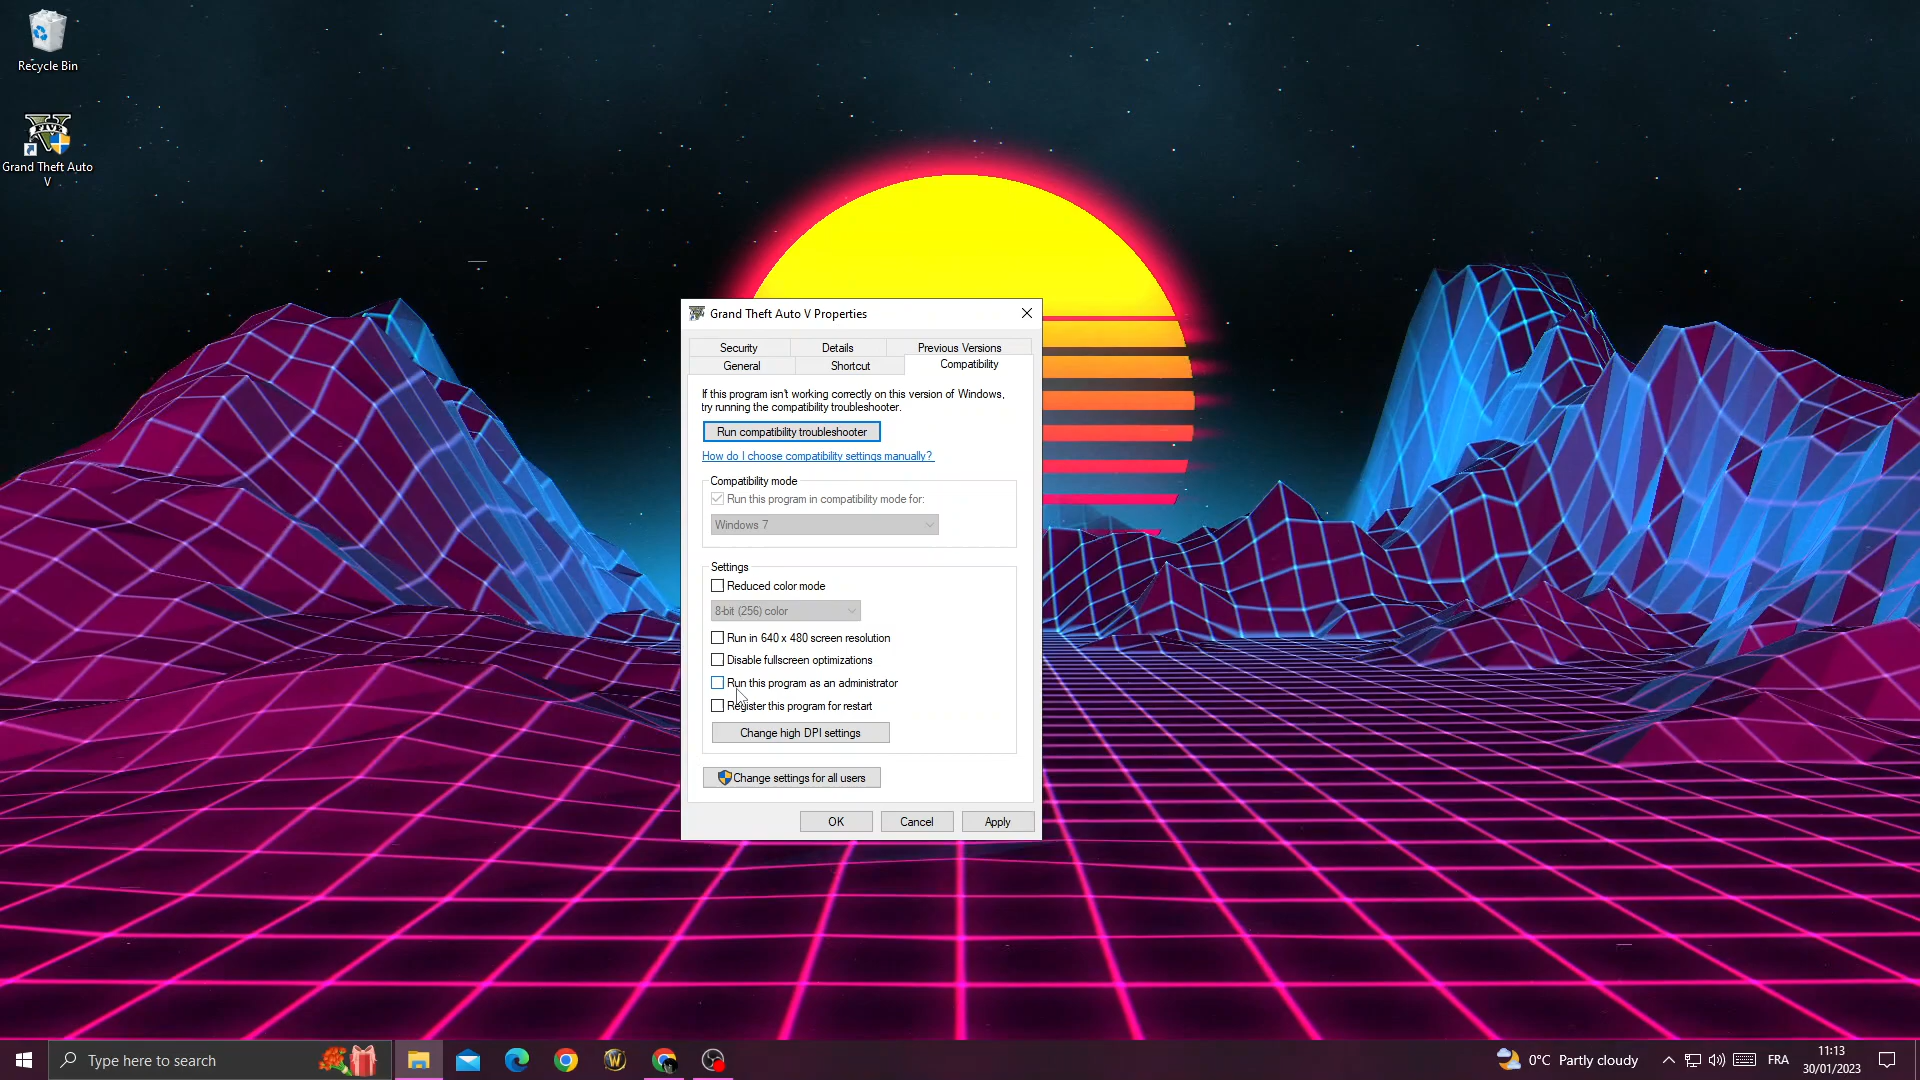 Recycle Bin
FIVE
Grand Theft Auto
V
Grand Theft Auto V Properties
Security
Details
Previous Versions
General
Shortcut
Compatibility
If this program isn't working correctly on this version of Windows,
try running the compatibility troubleshooter.
Run compatibility troubleshooter
How do I choose compatibility settings manually?
Compatibility mode
Run this program in compatibility mode for:
Windows 7
Settings
Reduced color mode
8-bit (256) color
Run in 640 x 480 screen resolution
Disable fullscreen optimizations
Run this program as an administrator
Register this program for restart
Change high DPI settings
Change settings for all users
OK
Cancel
Apply
Type here to search
W
0°C Partly cloudy
FRA
11:13
30/01/2023